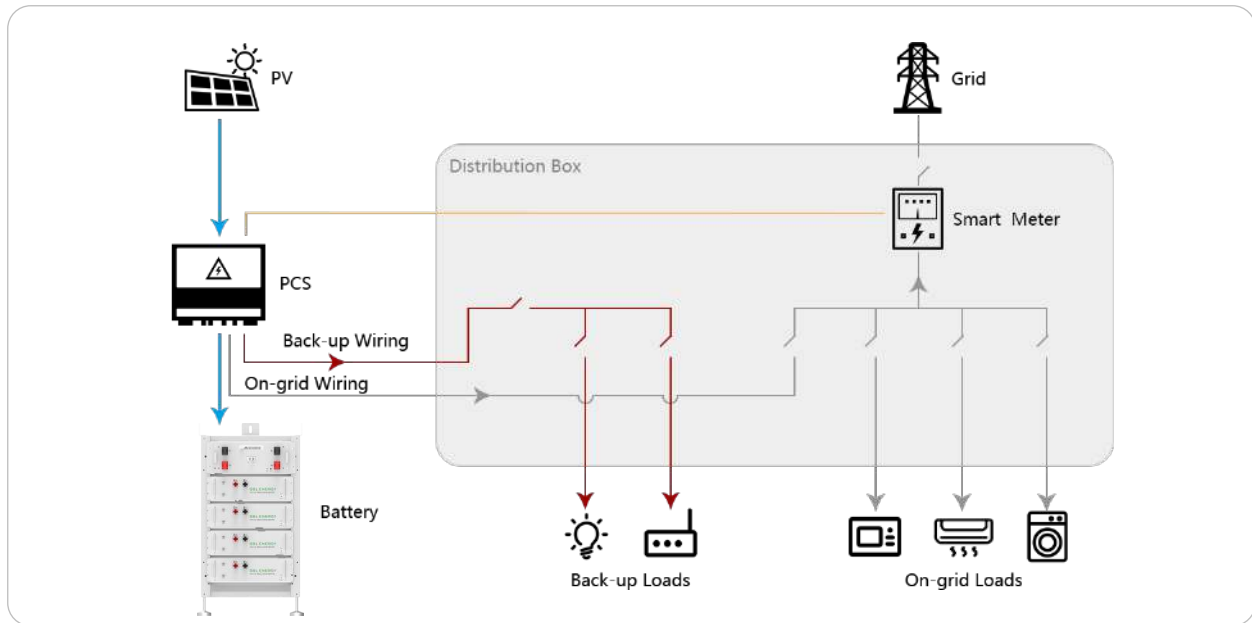 PV
Grid
Distribution Box
Smart Meter
PCS
Back-up Wiring
On-grid Wiring
Battery
Back-up Loads
On-grid Loads